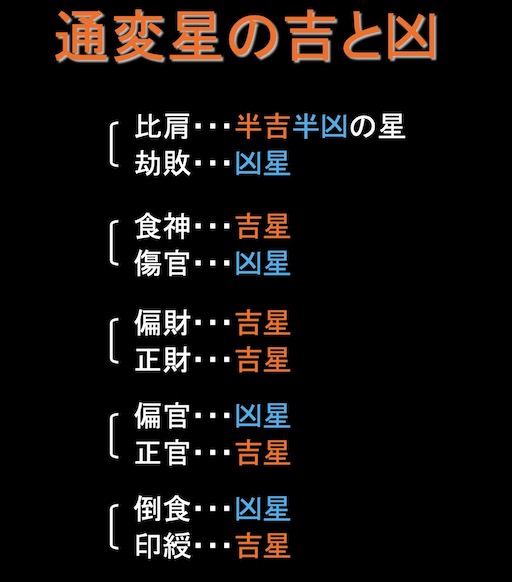 通変星の吉と凶
比肩･･･半吉半凶の星
劫敗･･･凶星
食神･･･吉星
傷官･･･凶星
偏財･･･吉星
正財･･･吉星
偏官･･･凶星
正官･･･吉星
倒食･･･凶星
印綬･･･吉星